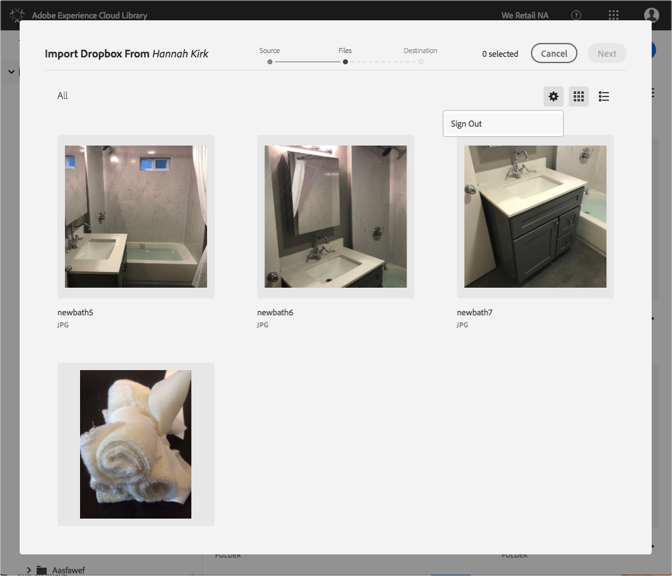 Adobe Experience Cloud Library
We Retail NA
Import Dropbox From Hannah Kirk
Source
Files
Destination
0 selected
Cancel
Next
All
Sign Out
newbath5
JPG
newbath6
JPG
newbath7
JPG
Aasfawef
FOLDER
FOLDER